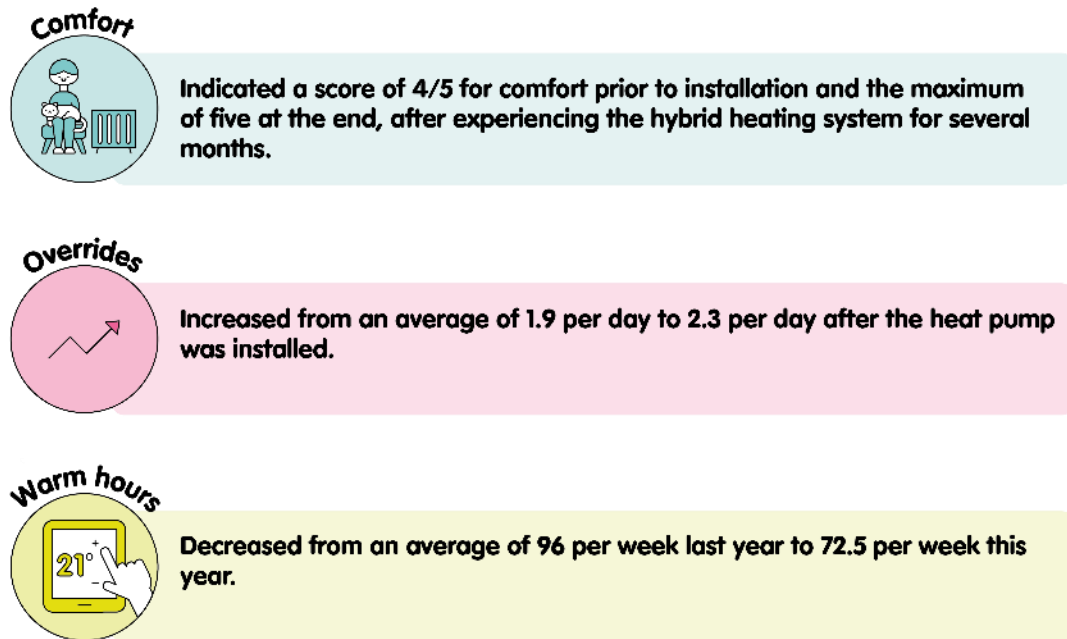 Comfort
Indicated a score of 4/5 for comfort prior to installation and the maximum
of five at the end, after experiencing the hybrid heating system for several
months.
Overrides
Increased from an average of 1.9 per day to 2.3 per day after the heat pump
was installed.
Warm hours
21°
Decreased from an average of 96 per week last year to 72.5 per week this
year.